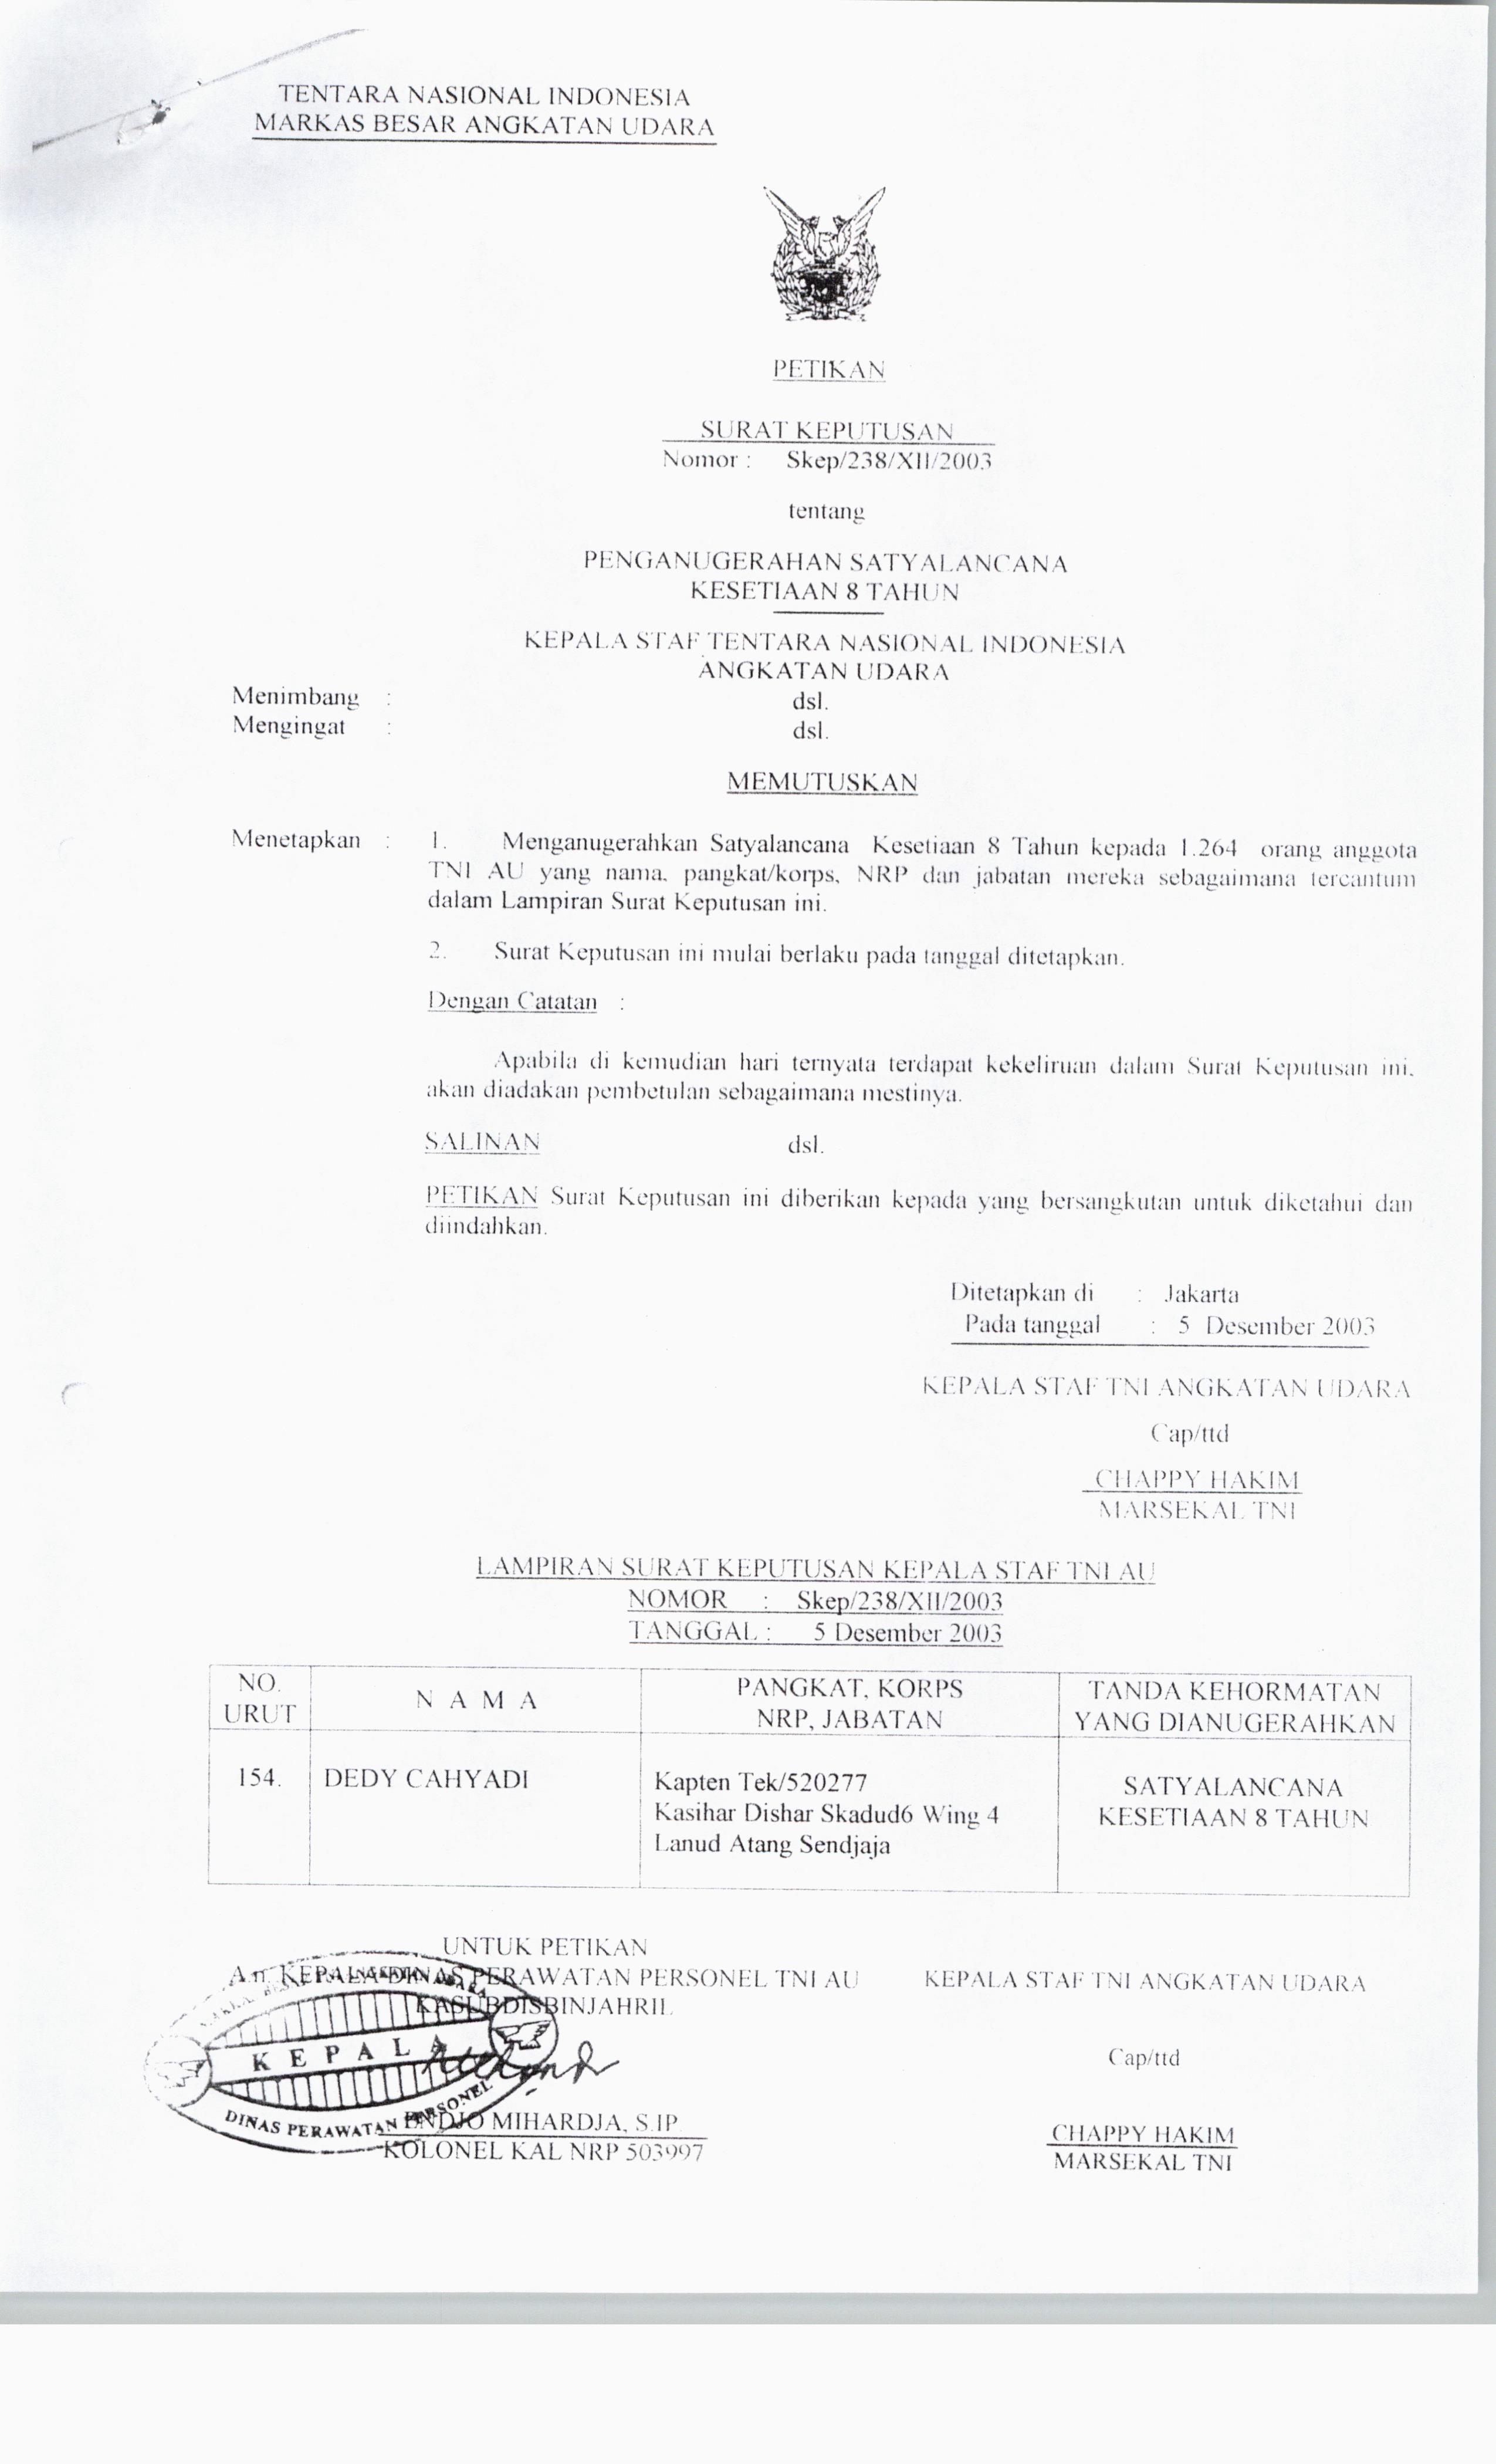 TENTARA NASIONAL INDONESIA
MARKAS BESAR ANGKATAN UDARA
PETIKAN
SURAT KEPUTUSAN
Nomor : Skep/238/XII/2003
tentang
PENGANUGERAHAN SATYALANCANA
KESETIAAN 8 TAHUN
KEPALA STAF TENTARA NASIONAL INDONESIA
ANGKATAN UDARA
Menimbang : dsl.
Mengingat : dsl.
MEMUTUSKAN
Menetapkan : 1. Menganugerahkan Satyalancana Kesetiaan 8 Tahun kepada 1.264 orang anggota
TNI AU yang nama, pangkat/korps, NRP dan jabatan mereka sebagaimana tercantum
dalam Lampiran Surat Keputusan ini.
2. Surat Keputusan ini mulai berlaku pada tanggal ditetapkan.
Dengan Catatan :
Apabila di kemudian hari ternyata terdapat kekeliruan dalam Surat Keputusan ini,
akan diadakan pembetulan sebagaimana mestinya.
SALINAN dsl.
PETIKAN Surat Keputusan ini diberikan kepada yang bersangkutan untuk diketahui dan
diindahkan.
Ditetapkan di : Jakarta
Pada tanggal : 5 Desember 2003
KEPALA STAF TNI ANGKATAN UDARA
Cap/ttd
CHAPPY HAKIM
MARSEKAL TNI
LAMPIRAN SURAT KEPUTUSAN KEPALA STAF TNI AU
NOMOR : Skep/238/XII/2003
TANGGAL : 5 Desember 2003
NO. URUT
N A M A
PANGKAT, KORPS
NRP, JABATAN
TANDA KEHORMATAN
YANG DIANUGERAHKAN
154.
DEDY CAHYADI
Kapten Tek/520277
Kasihar Dishar Skadud6 Wing 4
Lanud Atang Sendjaja
SATYALANCANA
KESETIAAN 8 TAHUN
UNTUK PETIKAN
A.n. KEPALA DINAS PERAWATAN PERSONEL TNI AU
KASUBDISBINJAHRIL
KEPALA
DINAS PERAWATAN PERSONEL
MIHARDJA, S.IP
KOLONEL KAL NRP 503997
KEPALA STAF TNI ANGKATAN UDARA
Cap/ttd
CHAPPY HAKIM
MARSEKAL TNI